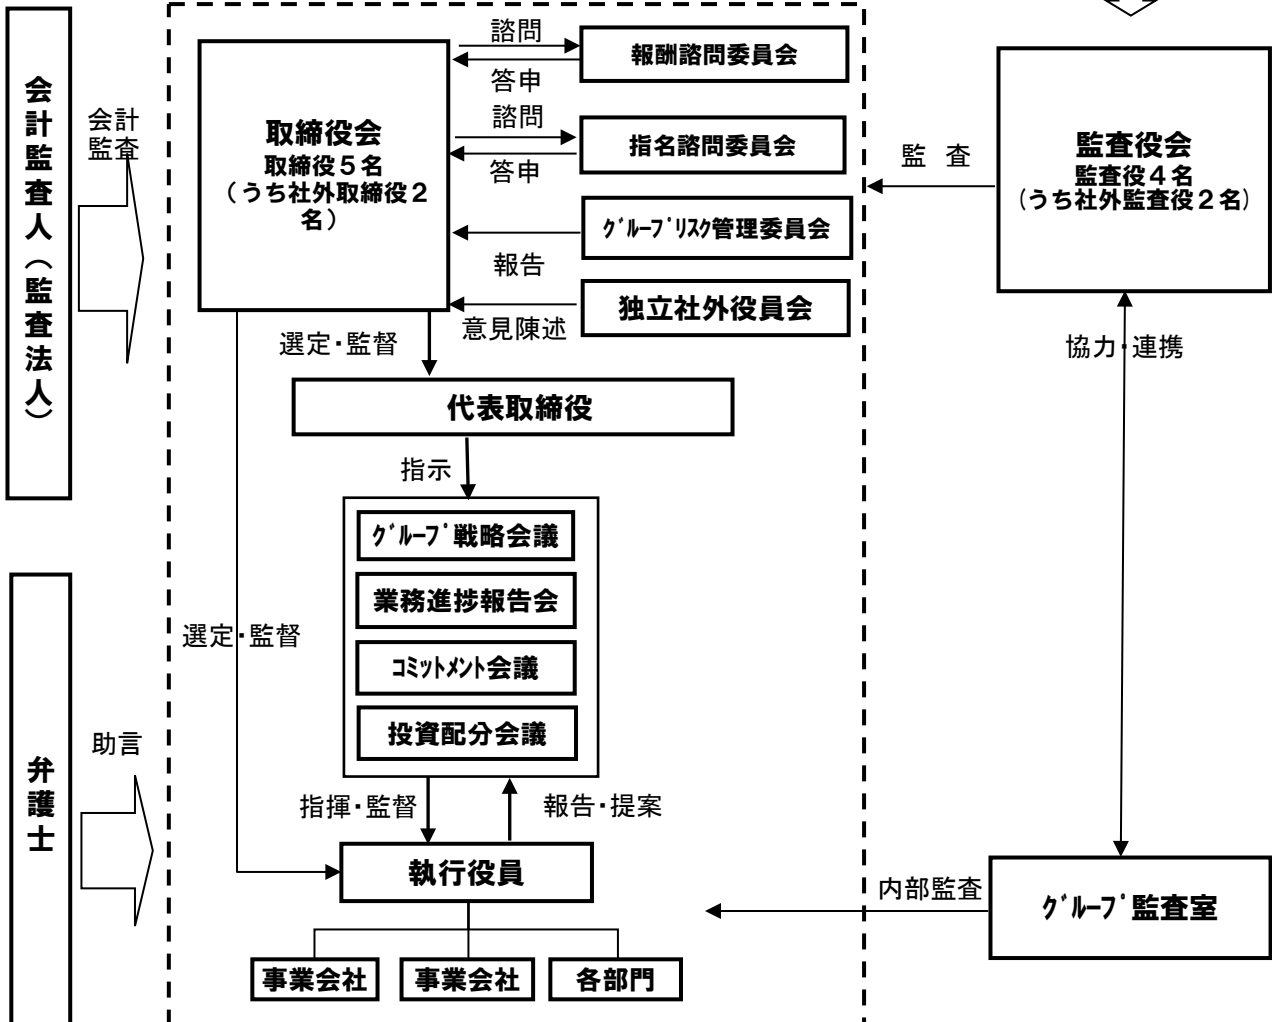 会計監査人（監査法人）
会計
監査
諮問
報酬諮問委員会
答申
取締役会
取締役５名
（うち社外取締役２
名）
諮問
指名諮問委員会
答申
ｸﾞﾙｰﾌﾟﾘｽｸ管理委員会
報告
独立社外役員会
意見陳述
監　査
監査役会
監査役４名
（うち社外監査役２名）
選定・監督
協力・連携
代表取締役
指示
ｸﾞﾙｰﾌﾟ戦略会議
業務進捗報告会
ｺﾐｯﾄﾒﾝﾄ会議
投資配分会議
選定・監督
弁護士
助言
指揮・監督
報告・提案
執行役員
内部監査
ｸﾞﾙｰﾌﾟ監査室
事業会社
事業会社
各部門